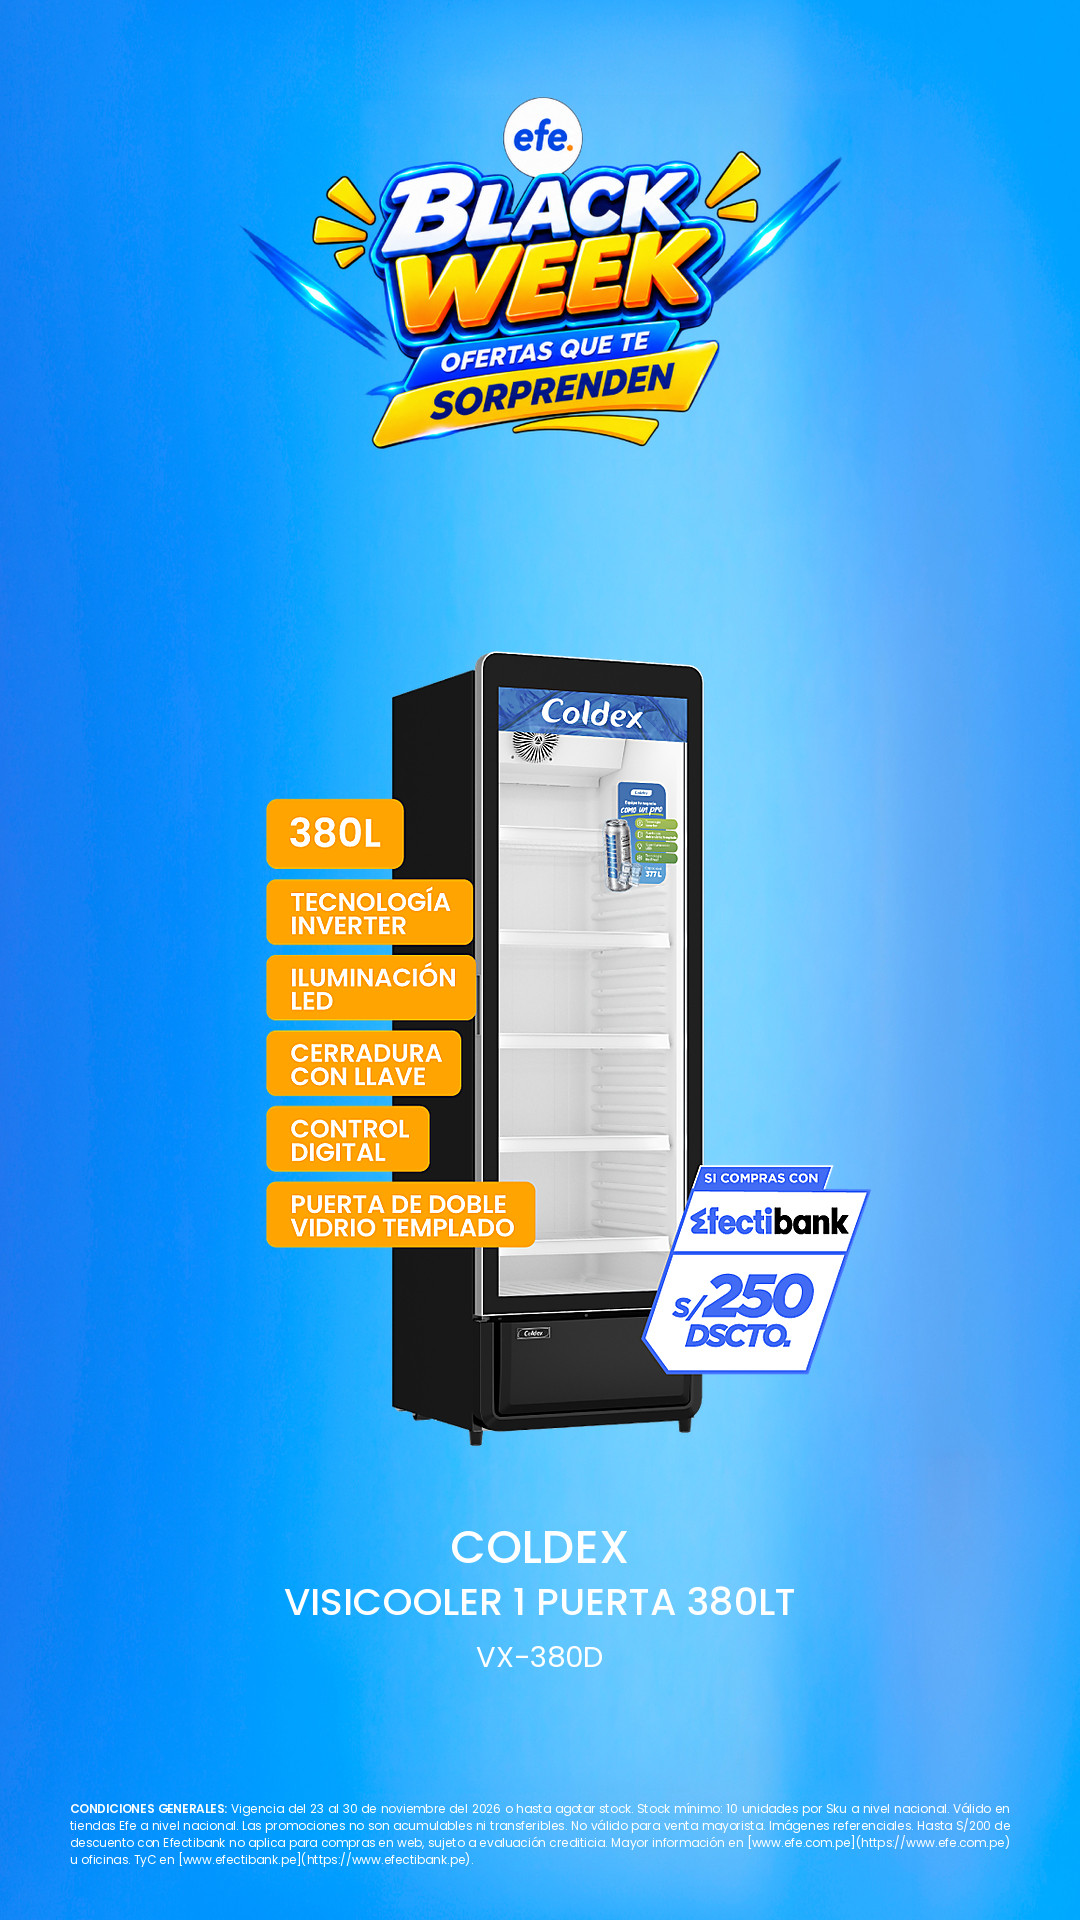 efe.
BLACK
WEEK
OFERTAS QUE TE
SORPRENDEN
Coldex
Coldex
como un pro
377 L
380L
TECNOLOGÍA
INVERTER
ILUMINACIÓN
LED
CERRADURA
CON LLAVE
CONTROL
DIGITAL
PUERTA DE DOBLE
VIDRIO TEMPLADO
SI COMPRAS CON
Efectibank
S/250
DSCTO.
Coldex
COLDEX
VISICOOLER 1 PUERTA 380LT
VX-380D
CONDICIONES GENERALES: Vigencia del 23 al 30 de noviembre del 2026 o hasta agotar stock. Stock mínimo: 10 unidades por Sku a nivel nacional. Válido en
tiendas Efe a nivel nacional. Las promociones no son acumulables ni transferibles. No válido para venta mayorista. Imágenes referenciales. Hasta S/200 de
descuento con Efectibank no aplica para compras en web, sujeto a evaluación crediticia. Mayor información en [www.efe.com.pe](https://www.efe.com.pe)
u oficinas. TyC en [www.efectibank.pe](https://www.efectibank.pe).